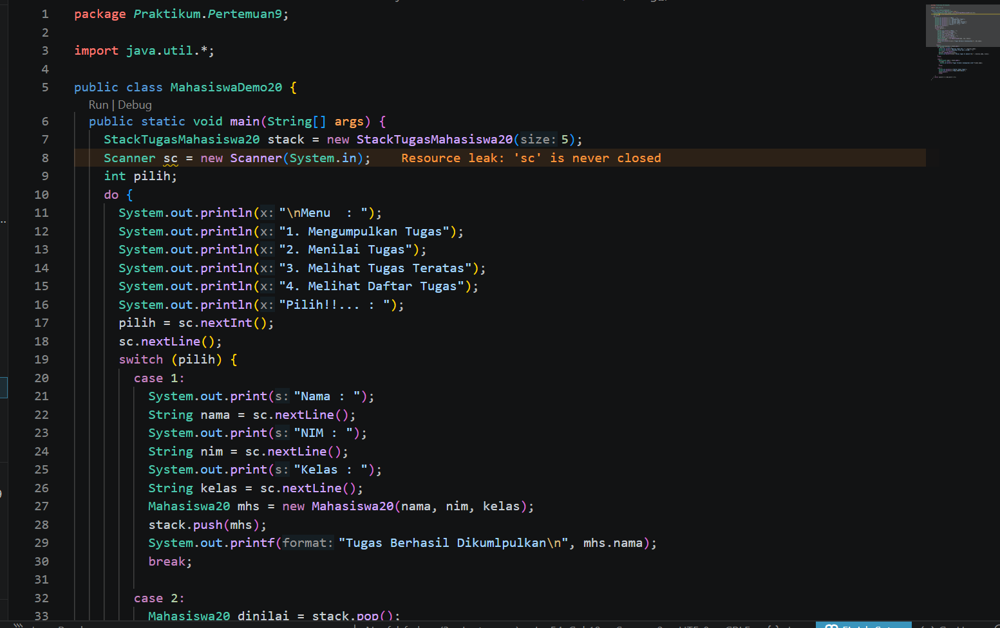 1 package Praktikum.Pertemuan9;
2
3 import java.util.*;
4
5 public class MahasiswaDemo20 {
Run | Debug
6 public static void main(String[] args) {
7 StackTugasMahasiswa20 stack = new StackTugasMahasiswa20(size: 5);
8 Scanner sc = new Scanner(System.in); Resource leak: 'sc' is never closed
9 int pilih;
10 do {
11 System.out.println(x: "\nMenu  : ");
12 System.out.println(x: "1. Mengumpulkan Tugas");
13 System.out.println(x: "2. Menilai Tugas");
14 System.out.println(x: "3. Melihat Tugas Teratas");
15 System.out.println(x: "4. Melihat Daftar Tugas");
16 System.out.println(x: "Pilih!!... : ");
17 pilih = sc.nextInt();
18 sc.nextLine();
19 switch (pilih) {
20 case 1:
21 System.out.print(s: "Nama : ");
22 String nama = sc.nextLine();
23 System.out.print(s: "NIM : ");
24 String nim = sc.nextLine();
25 System.out.print(s: "Kelas : ");
26 String kelas = sc.nextLine();
27 Mahasiswa20 mhs = new Mahasiswa20(nama, nim, kelas);
28 stack.push(mhs);
29 System.out.printf(format: "Tugas Berhasil Dikumlpulkan\n", mhs.nama);
30 break;
31
32 case 2:
33 Mahasiswa20 dinilai = stack.pop();